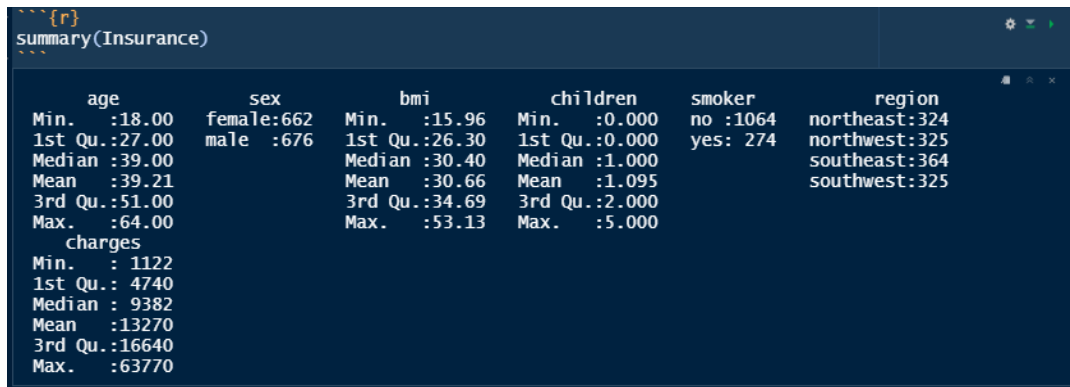 ```{r}
summary(Insurance)
```
age sex bmi children smoker region
Min. :18.00 female:662 Min. :15.96 Min. :0.000 no :1064 northeast:324
1st Qu.:27.00 male :676 1st Qu.:26.30 1st Qu.:0.000 yes: 274 northwest:325
Median :39.00 Median :30.40 Median :1.000 southeast:364
Mean :39.21 Mean :30.66 Mean :1.095 southwest:325
3rd Qu.:51.00 3rd Qu.:34.69 3rd Qu.:2.000
Max. :64.00 Max. :53.13 Max. :5.000
charges
Min. : 1122
1st Qu.: 4740
Median : 9382
Mean :13270
3rd Qu.:16640
Max. :63770